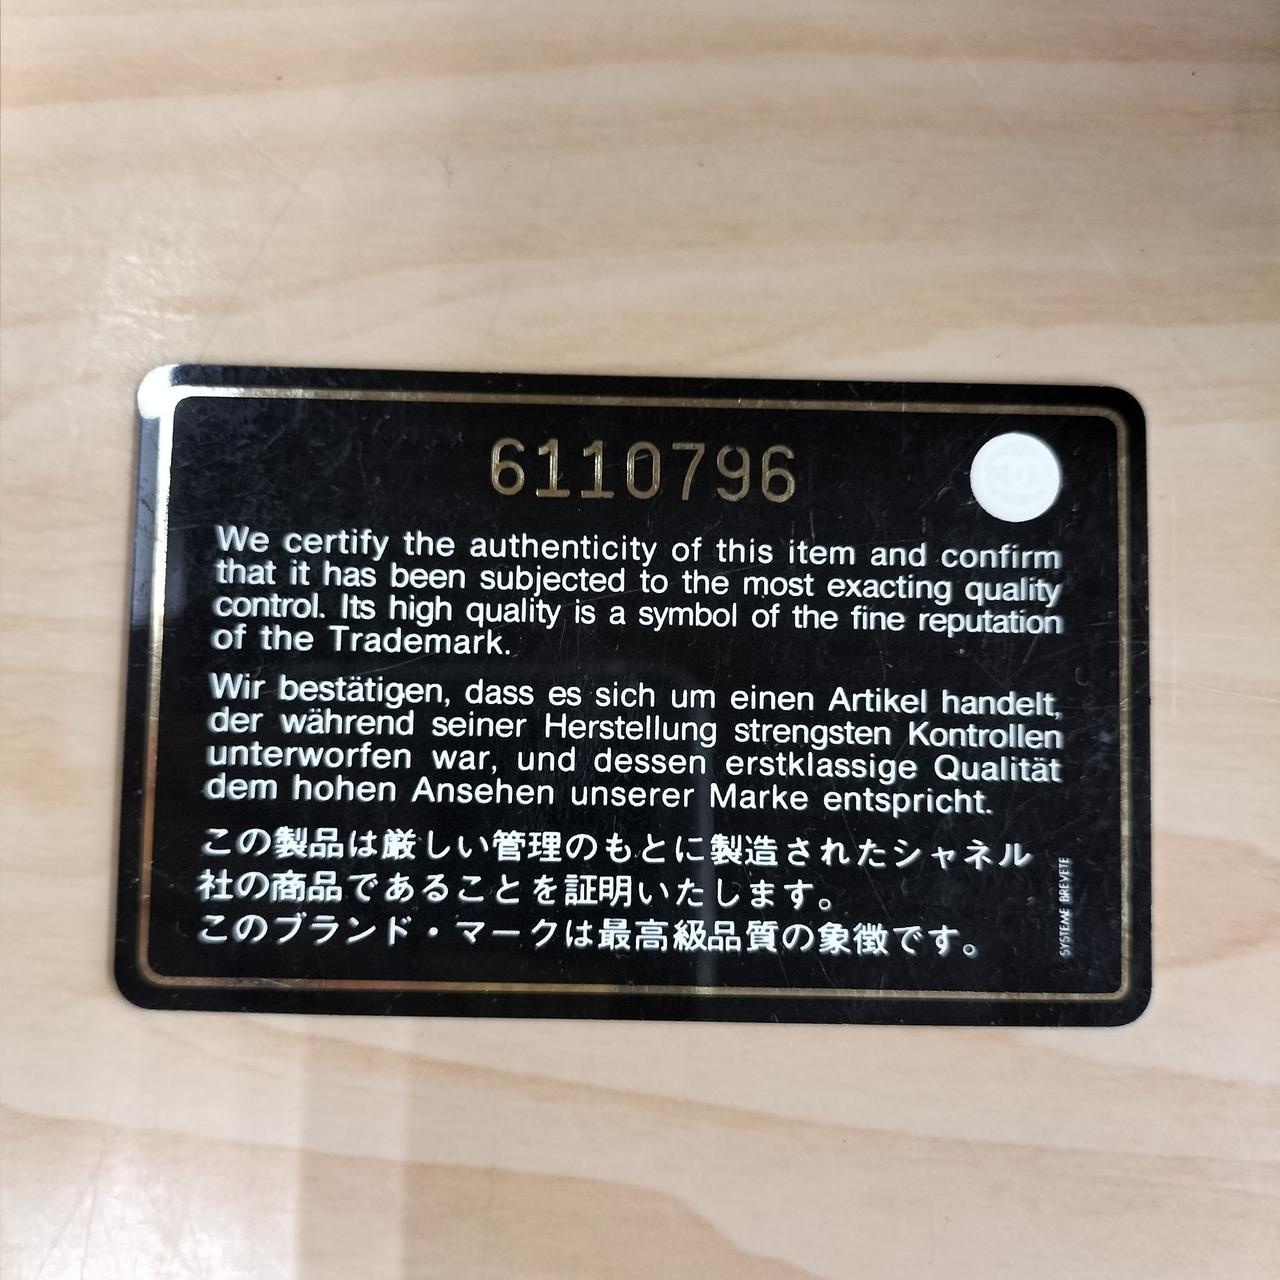 6110796
We certify the authenticity of this item and confirm
that it has been subjected to the most exacting quality
control. Its high quality is a symbol of the fine reputation
of the Trademark.
Wir bestätigen, dass es sich um einen Artikel handelt,
der während seiner Herstellung strengsten Kontrollen
unterworfen war, und dessen erstklassige Qualität
dem hohen Ansehen unserer Marke entspricht.
この製品は厳しい管理のもとに製造されたシャネル
社の商品であることを証明いたします。
このブランド・マークは最高級品質の象徴です。
SYSTEME BREVETE